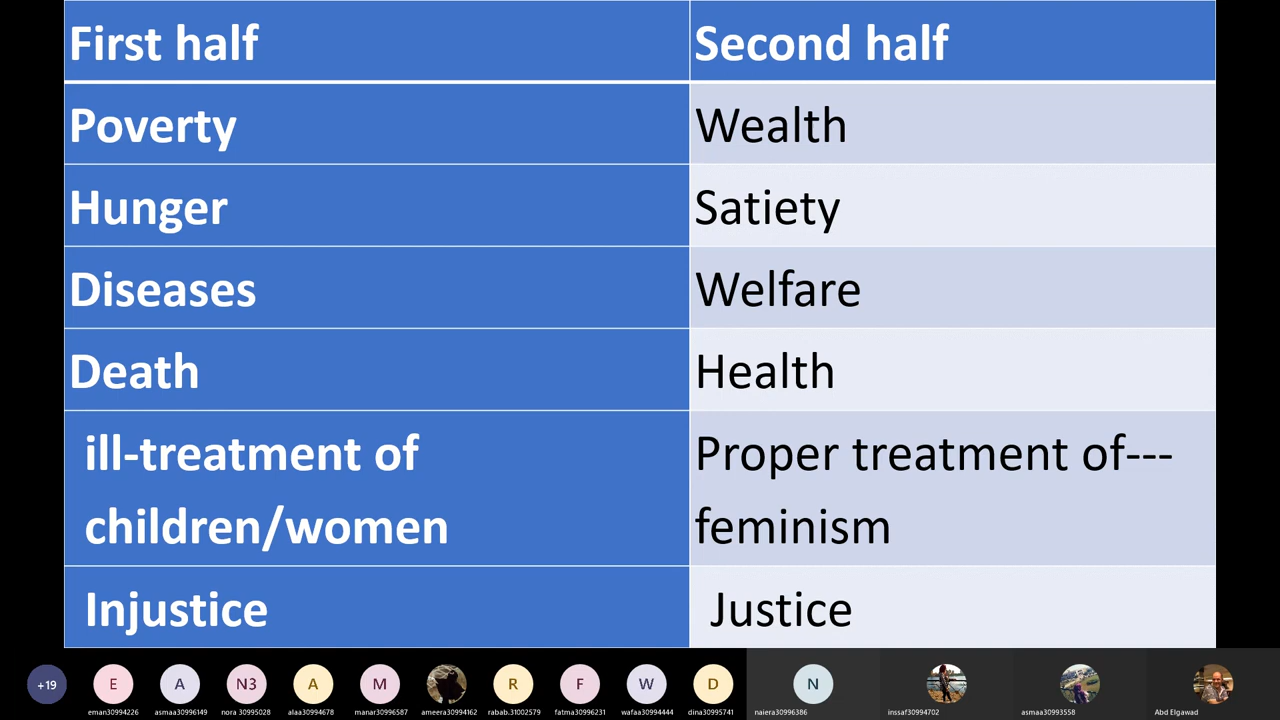 First half
Second half
Poverty
Wealth
Hunger
Satiety
Diseases
Welfare
Death
Health
ill-treatment of
children/women
Proper treatment of---
feminism
Injustice
Justice
+19
E
A
N3
A
M
R
F
W
D
N
eman30994226
asmaa30996149
nora 30995028
alaa30994678
manar30996587
ameera30994162
rabab.31002579
fatma30996231
wafaa30994444
dina30995741
naiera30996386
inssaf30994702
asmaa30993558
Abd Elgawad